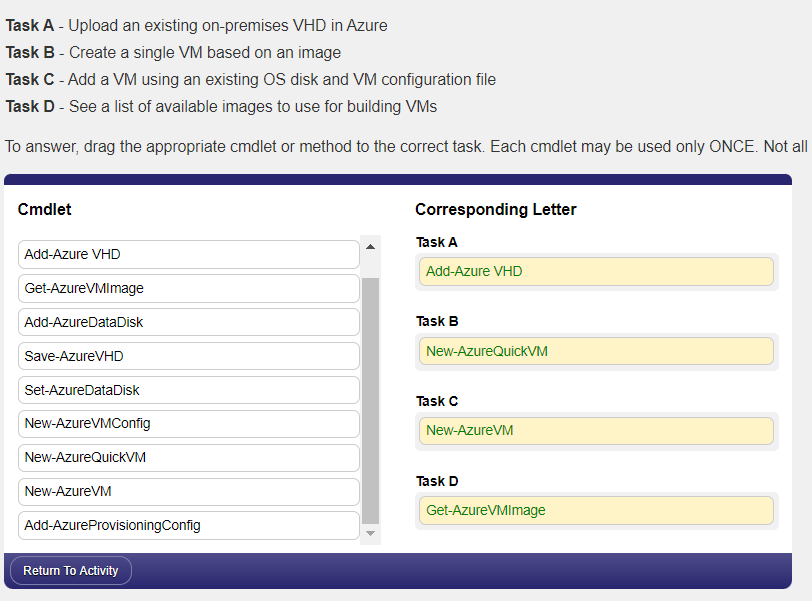 Task A - Upload an existing on-premises VHD in Azure
Task B - Create a single VM based on an image
Task C - Add a VM using an existing OS disk and VM configuration file
Task D - See a list of available images to use for building VMs
To answer, drag the appropriate cmdlet or method to the correct task. Each cmdlet may be used only ONCE. Not all
Cmdlet
Add-Azure VHD
Get-AzureVMImage
Add-AzureDataDisk
Save-AzureVHD
Set-AzureDataDisk
New-AzureVMConfig
New-AzureQuickVM
New-AzureVM
Add-AzureProvisioningConfig
Corresponding Letter
Task A
Add-Azure VHD
Task B
New-AzureQuickVM
Task C
New-AzureVM
Task D
Get-AzureVMImage
Return To Activity